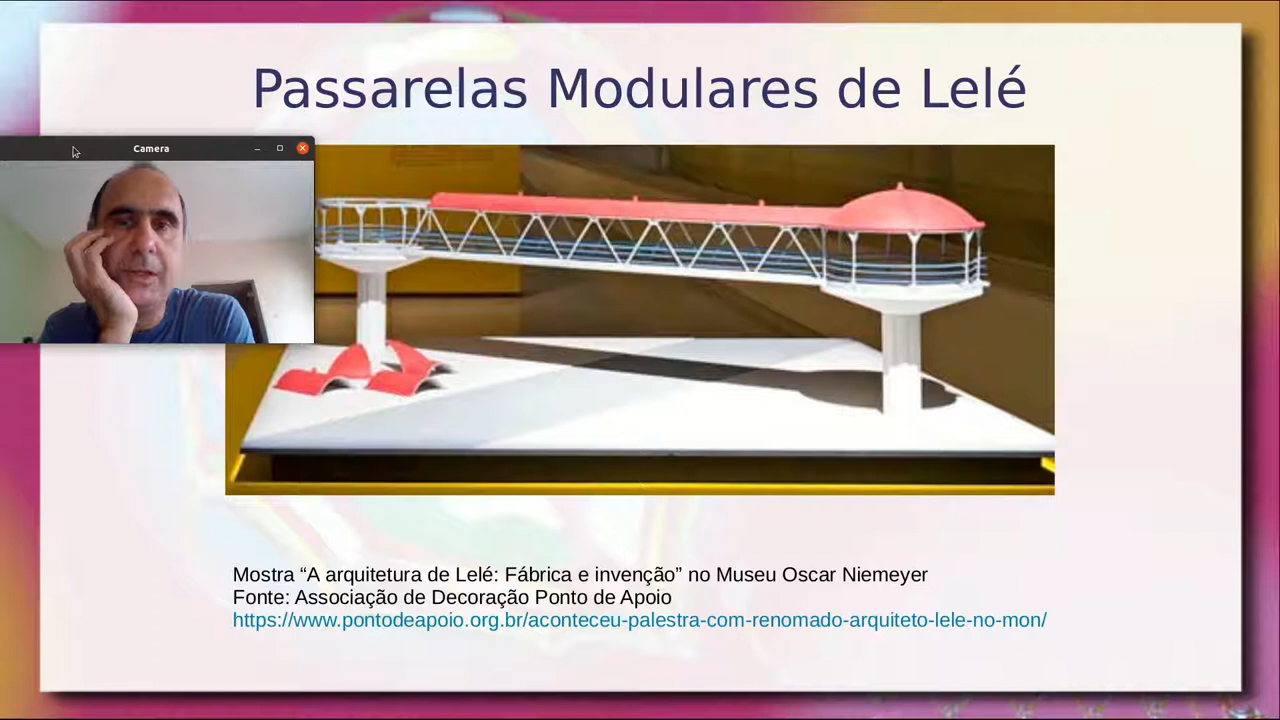 Passarelas Modulares de Lelé
Camera
Mostra “A arquitetura de Lelé: Fábrica e invenção” no Museu Oscar Niemeyer
Fonte: Associação de Decoração Ponto de Apoio
https://www.pontodeapoio.org.br/aconteceu-palestra-com-renomado-arquiteto-lele-no-mon/